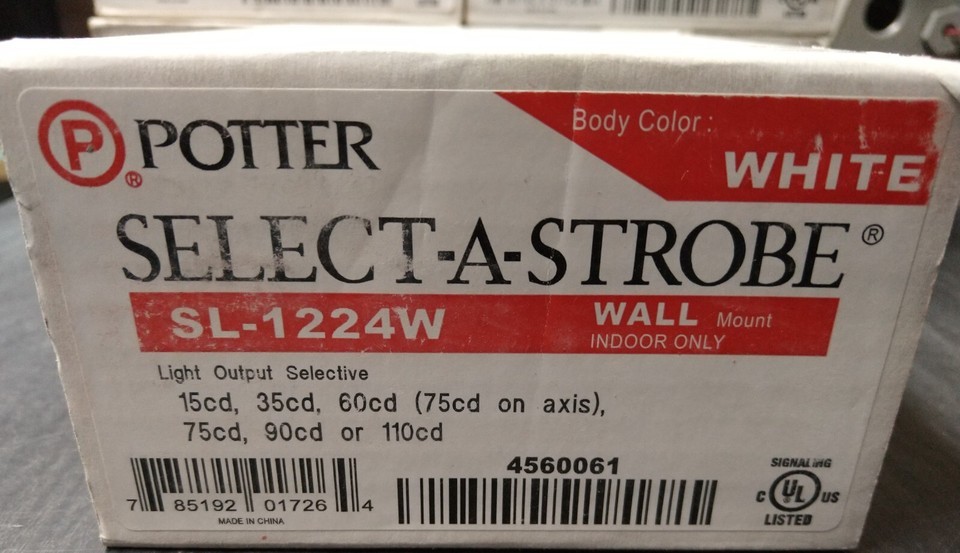 P
POTTER
®
Body Color:
WHITE
SELECT-A-STROBE®
SL-1224W
WALL Mount
INDOOR ONLY
Light Output Selective
15cd, 35cd, 60cd (75cd on axis),
75cd, 90cd or 110cd
7 85192 01726 4
MADE IN CHINA
4560061
SIGNALING
C UL US
LISTED